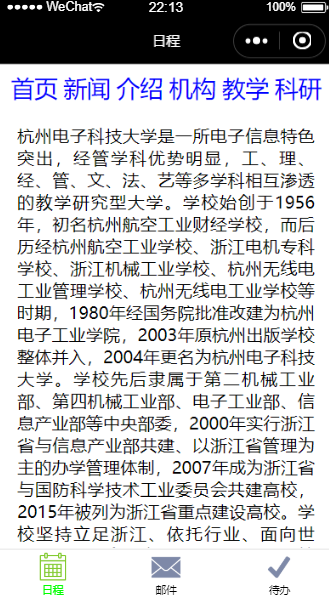 WeChat 22:13 100%
日程
首页 新闻 介绍 机构 教学 科研
杭州电子科技大学是一所电子信息特色
突出，经管学科优势明显，工、理、
经、管、文、法、艺等多学科相互渗透
的教学研究型大学。学校始创于1956
年，初名杭州航空工业财经学校，而后
历经杭州航空工业学校、浙江电机专科
学校、浙江机械工业学校、杭州无线电
工业管理学校、杭州无线电工业学校等
时期，1980年经国务院批准改建为杭州
电子工业学院，2003年原杭州出版学校
整体并入，2004年更名为杭州电子科技
大学。学校先后隶属于第二机械工业
部、第四机械工业部、电子工业部、信
息产业部等中央部委，2000年实行浙江
省与信息产业部共建、以浙江省管理为
主的办学管理体制，2007年成为浙江省
与国防科学技术工业委员会共建高校，
2015年被列为浙江省重点建设高校。学
校坚持立足浙江、依托行业、面向世
日程 邮件 待办